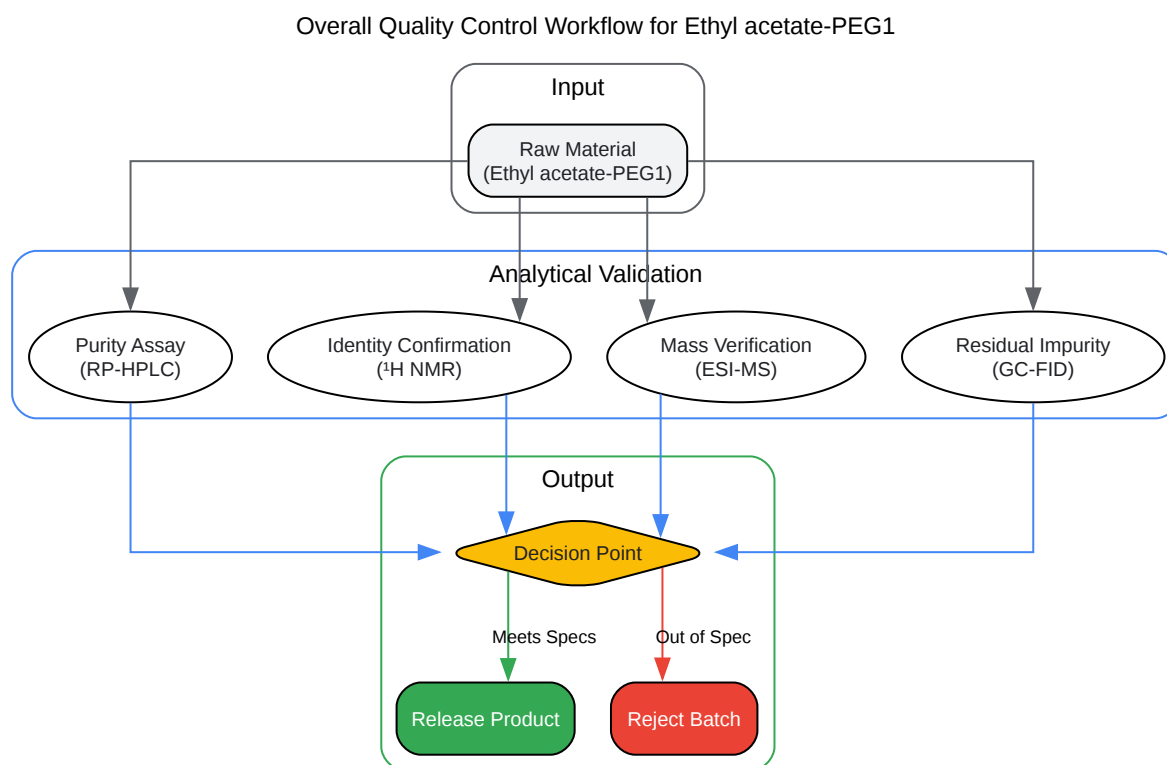 Overall Quality Control Workflow for Ethyl acetate-PEG1
Input
Raw Material
(Ethyl acetate-PEG1)
Analytical Validation
Purity Assay
(RP-HPLC)
Identity Confirmation
(¹H NMR)
Mass Verification
(ESI-MS)
Residual Impurity
(GC-FID)
Output
Decision Point
Meets Specs
Out of Spec
Release Product
Reject Batch